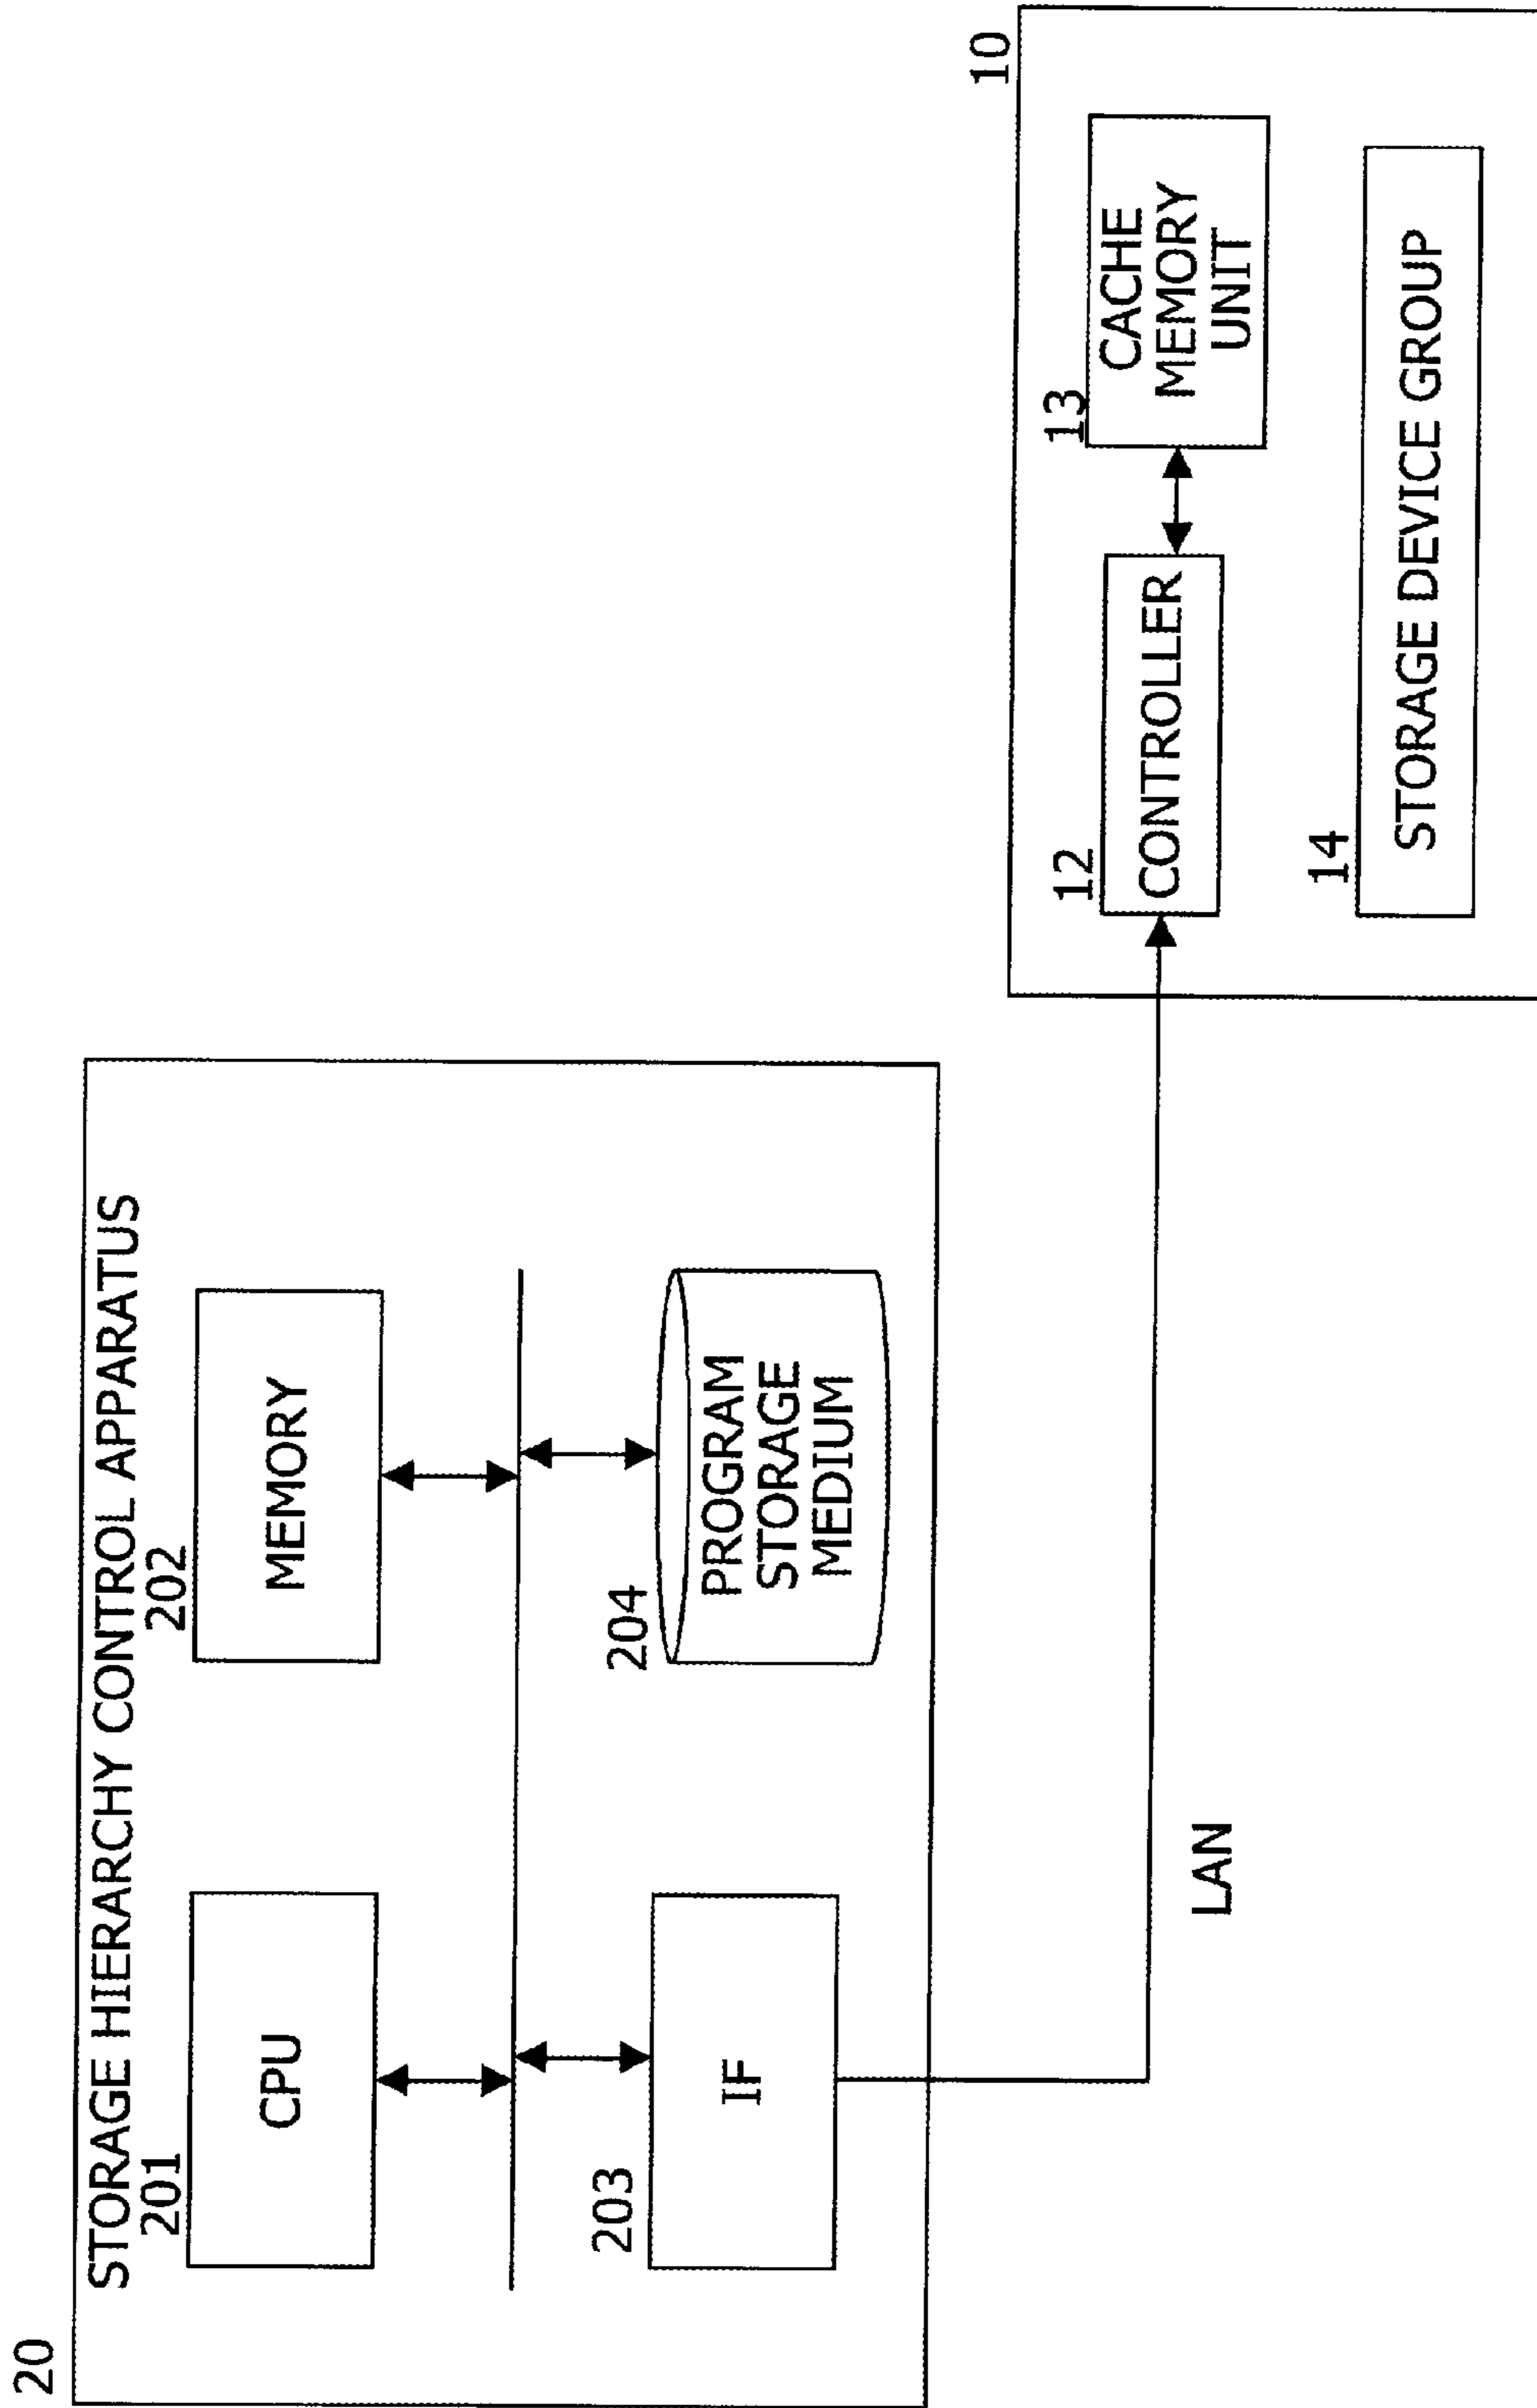 20
STORAGE HIERARCHY CONTROL APPARATUS
201
CPU
202
MEMORY
203
IF
204
PROGRAM
STORAGE
MEDIUM
LAN
10
12
CONTROLLER
13
CACHE
MEMORY
UNIT
14
STORAGE DEVICE GROUP